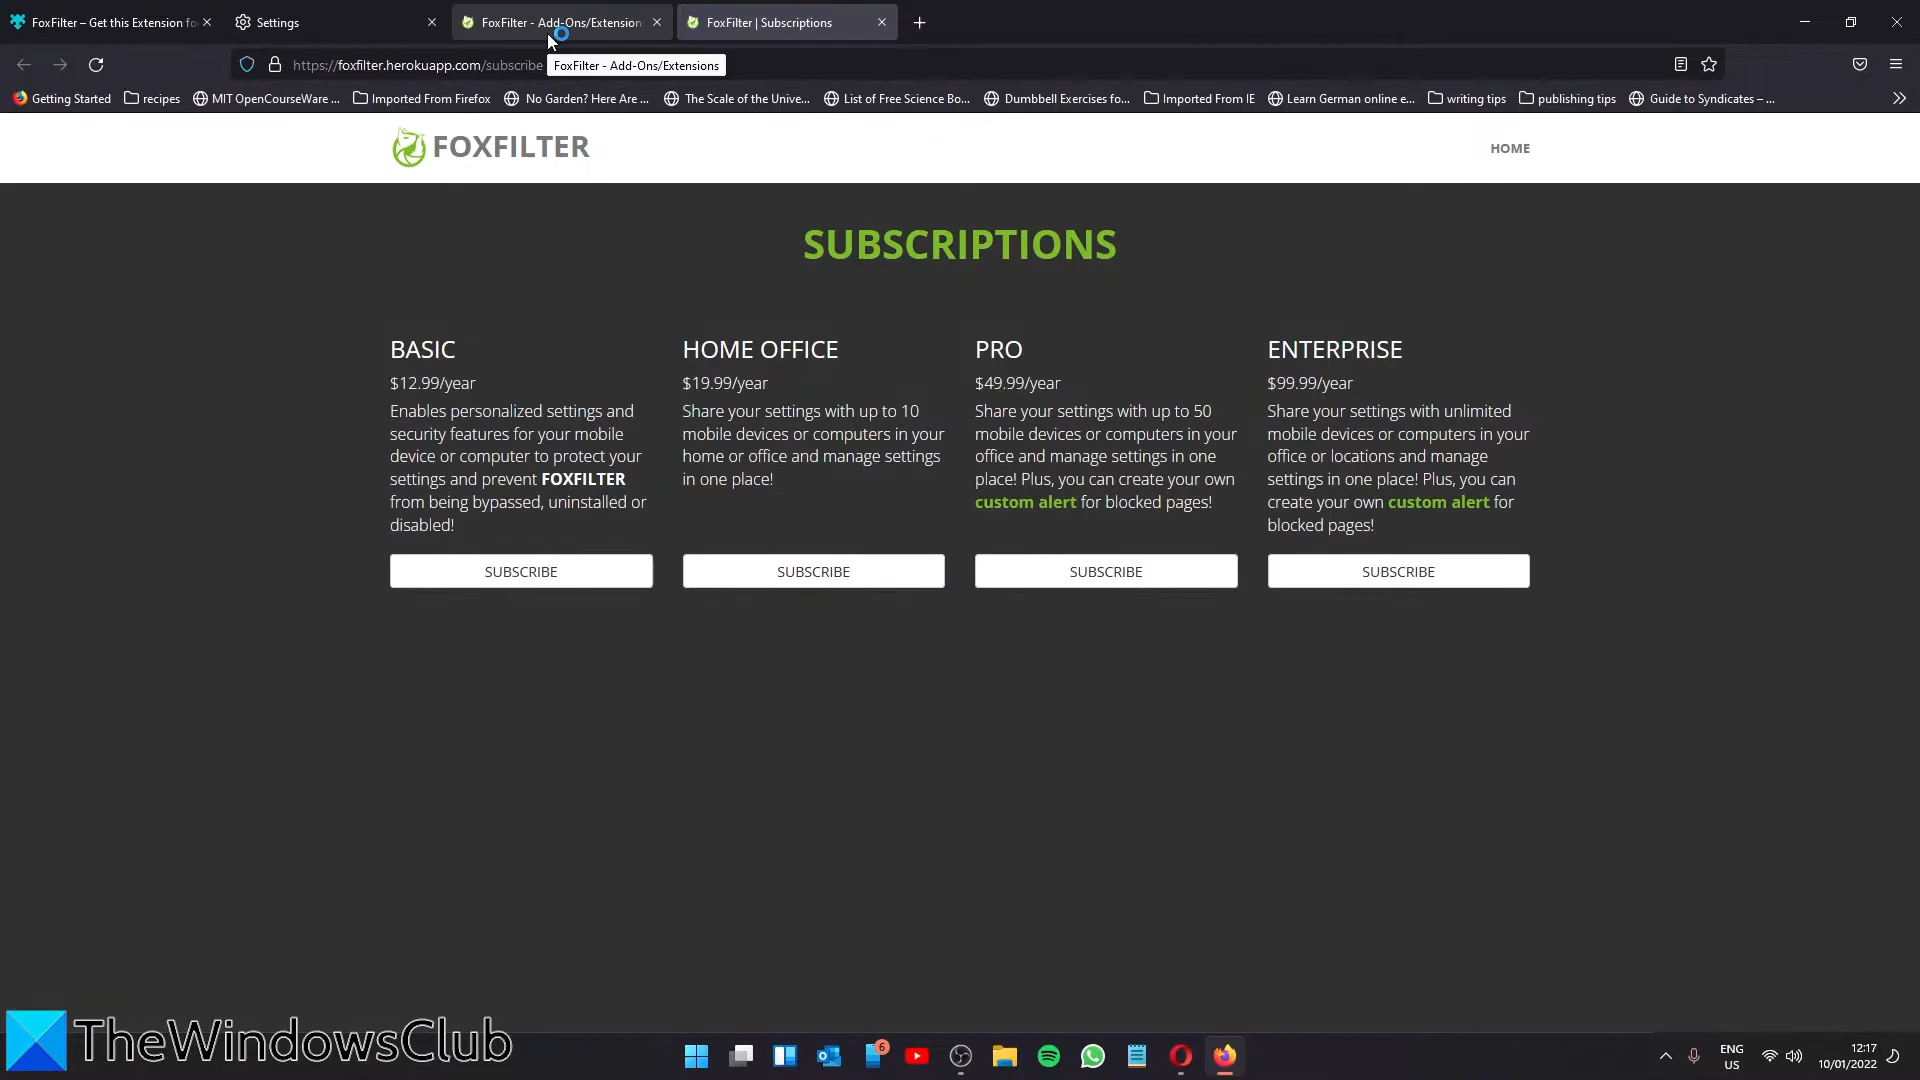 FoxFilter – Get this Extension fo
Settings
FoxFilter - Add-Ons/Extension
FoxFilter | Subscriptions
https://foxfilter.herokuapp.com/subscribe
FoxFilter - Add-Ons/Extensions
Getting Started
recipes
MIT OpenCourseWare ...
Imported From Firefox
No Garden? Here Are ...
The Scale of the Unive...
List of Free Science Bo...
Dumbbell Exercises fo...
Imported From IE
Learn German online e...
writing tips
publishing tips
Guide to Syndicates – ...
FOXFILTER
HOME
SUBSCRIPTIONS
BASIC
$12.99/year
Enables personalized settings and
security features for your mobile
device or computer to protect your
settings and prevent FOXFILTER
from being bypassed, uninstalled or
disabled!
SUBSCRIBE
HOME OFFICE
$19.99/year
Share your settings with up to 10
mobile devices or computers in your
home or office and manage settings
in one place!
SUBSCRIBE
PRO
$49.99/year
Share your settings with up to 50
mobile devices or computers in your
office and manage settings in one
place! Plus, you can create your own
custom alert for blocked pages!
SUBSCRIBE
ENTERPRISE
$99.99/year
Share your settings with unlimited
mobile devices or computers in your
office or locations and manage
settings in one place! Plus, you can
create your own custom alert for
blocked pages!
SUBSCRIBE
TheWindowsClub
6
ENG
US
12:17
10/01/2022